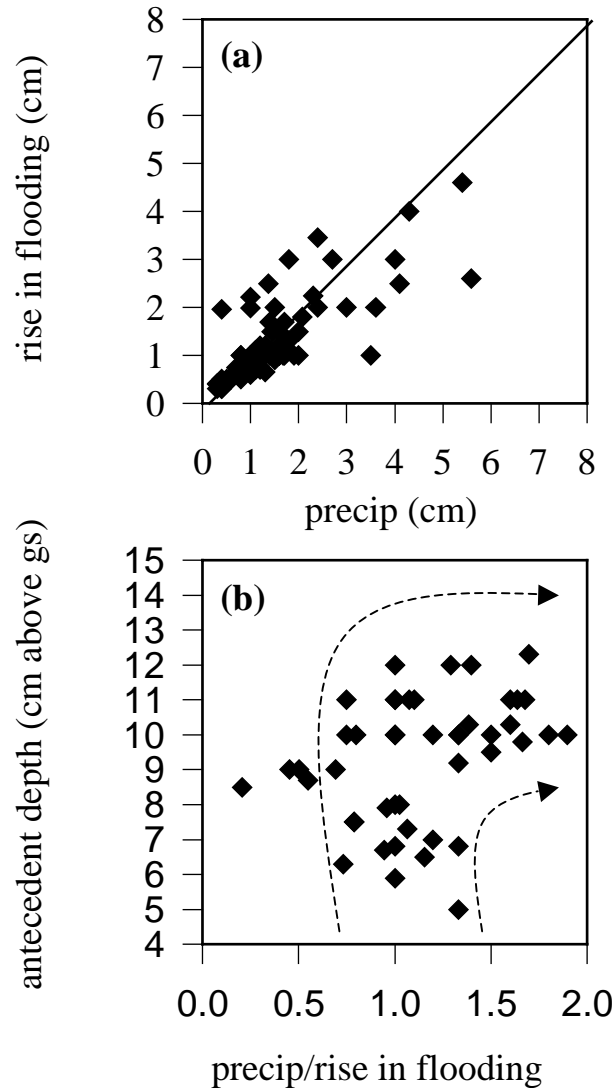 (a)
rise in flooding (cm)
8
7
6
5
4
3
2
1
0
0 1 2 3 4 5 6 7 8
precip (cm)
(b)
antecedent depth (cm above gs)
15
14
13
12
11
10
9
8
7
6
5
4
0.0 0.5 1.0 1.5 2.0
precip/rise in flooding